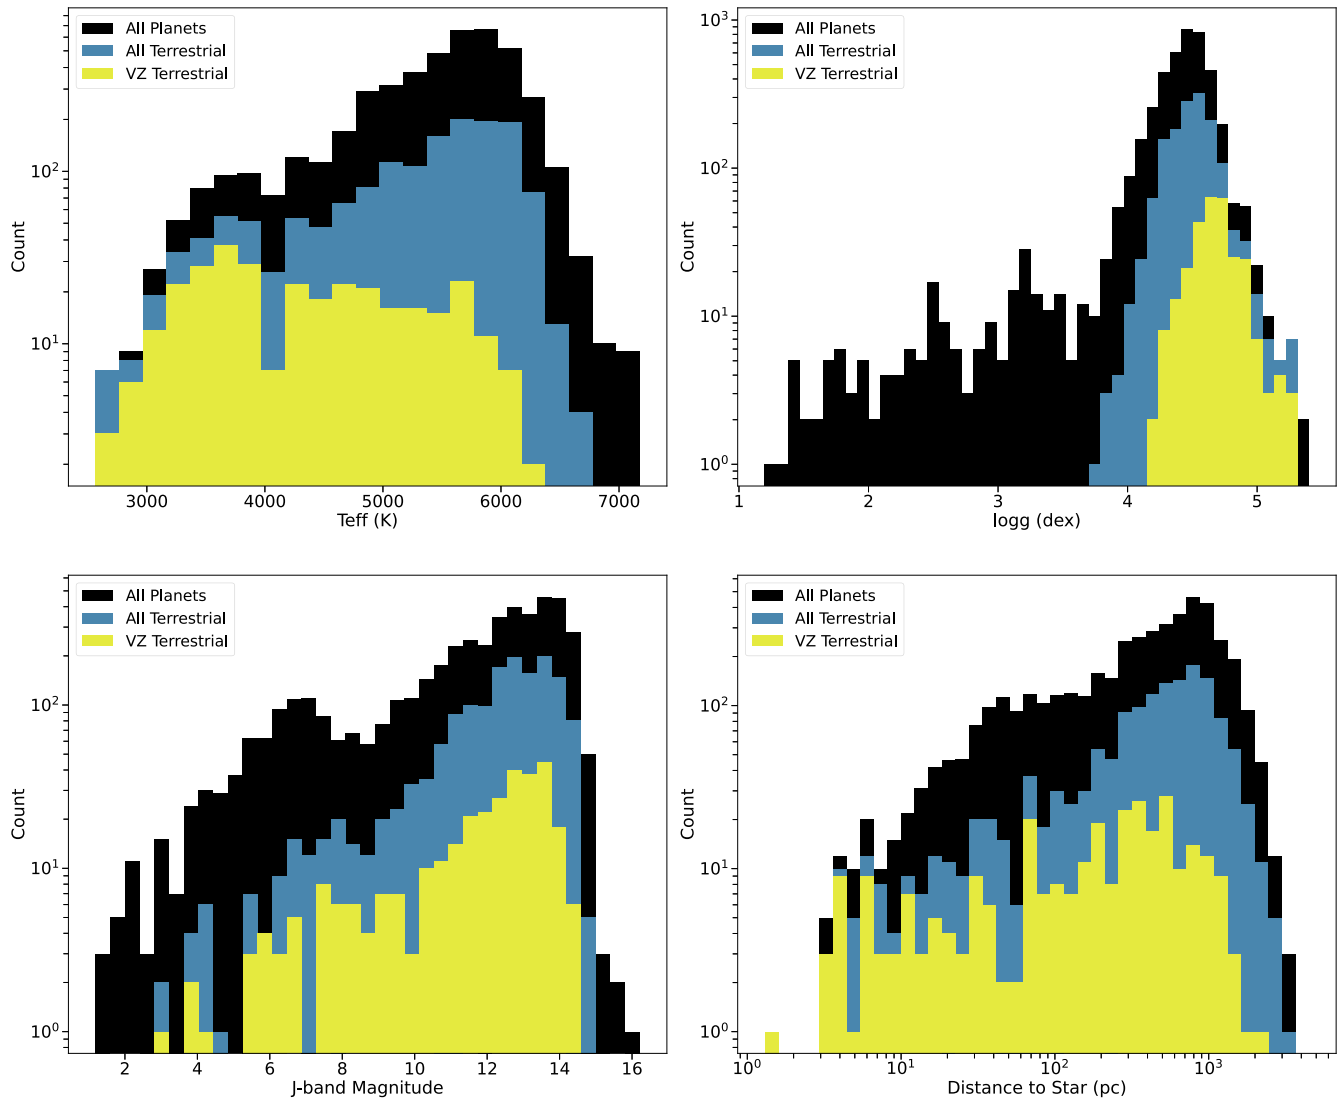 All Planets
All Terrestrial
VZ Terrestrial
Count
10²
10¹
3000 4000 5000 6000 7000
Teff (K)
All Planets
All Terrestrial
VZ Terrestrial
Count
10³
10²
10¹
10⁰
1 2 3 4 5
logg (dex)
All Planets
All Terrestrial
VZ Terrestrial
Count
10²
10¹
10⁰
2 4 6 8 10 12 14 16
J-band Magnitude
All Planets
All Terrestrial
VZ Terrestrial
Count
10²
10¹
10⁰
10⁰ 10¹ 10² 10³
Distance to Star (pc)